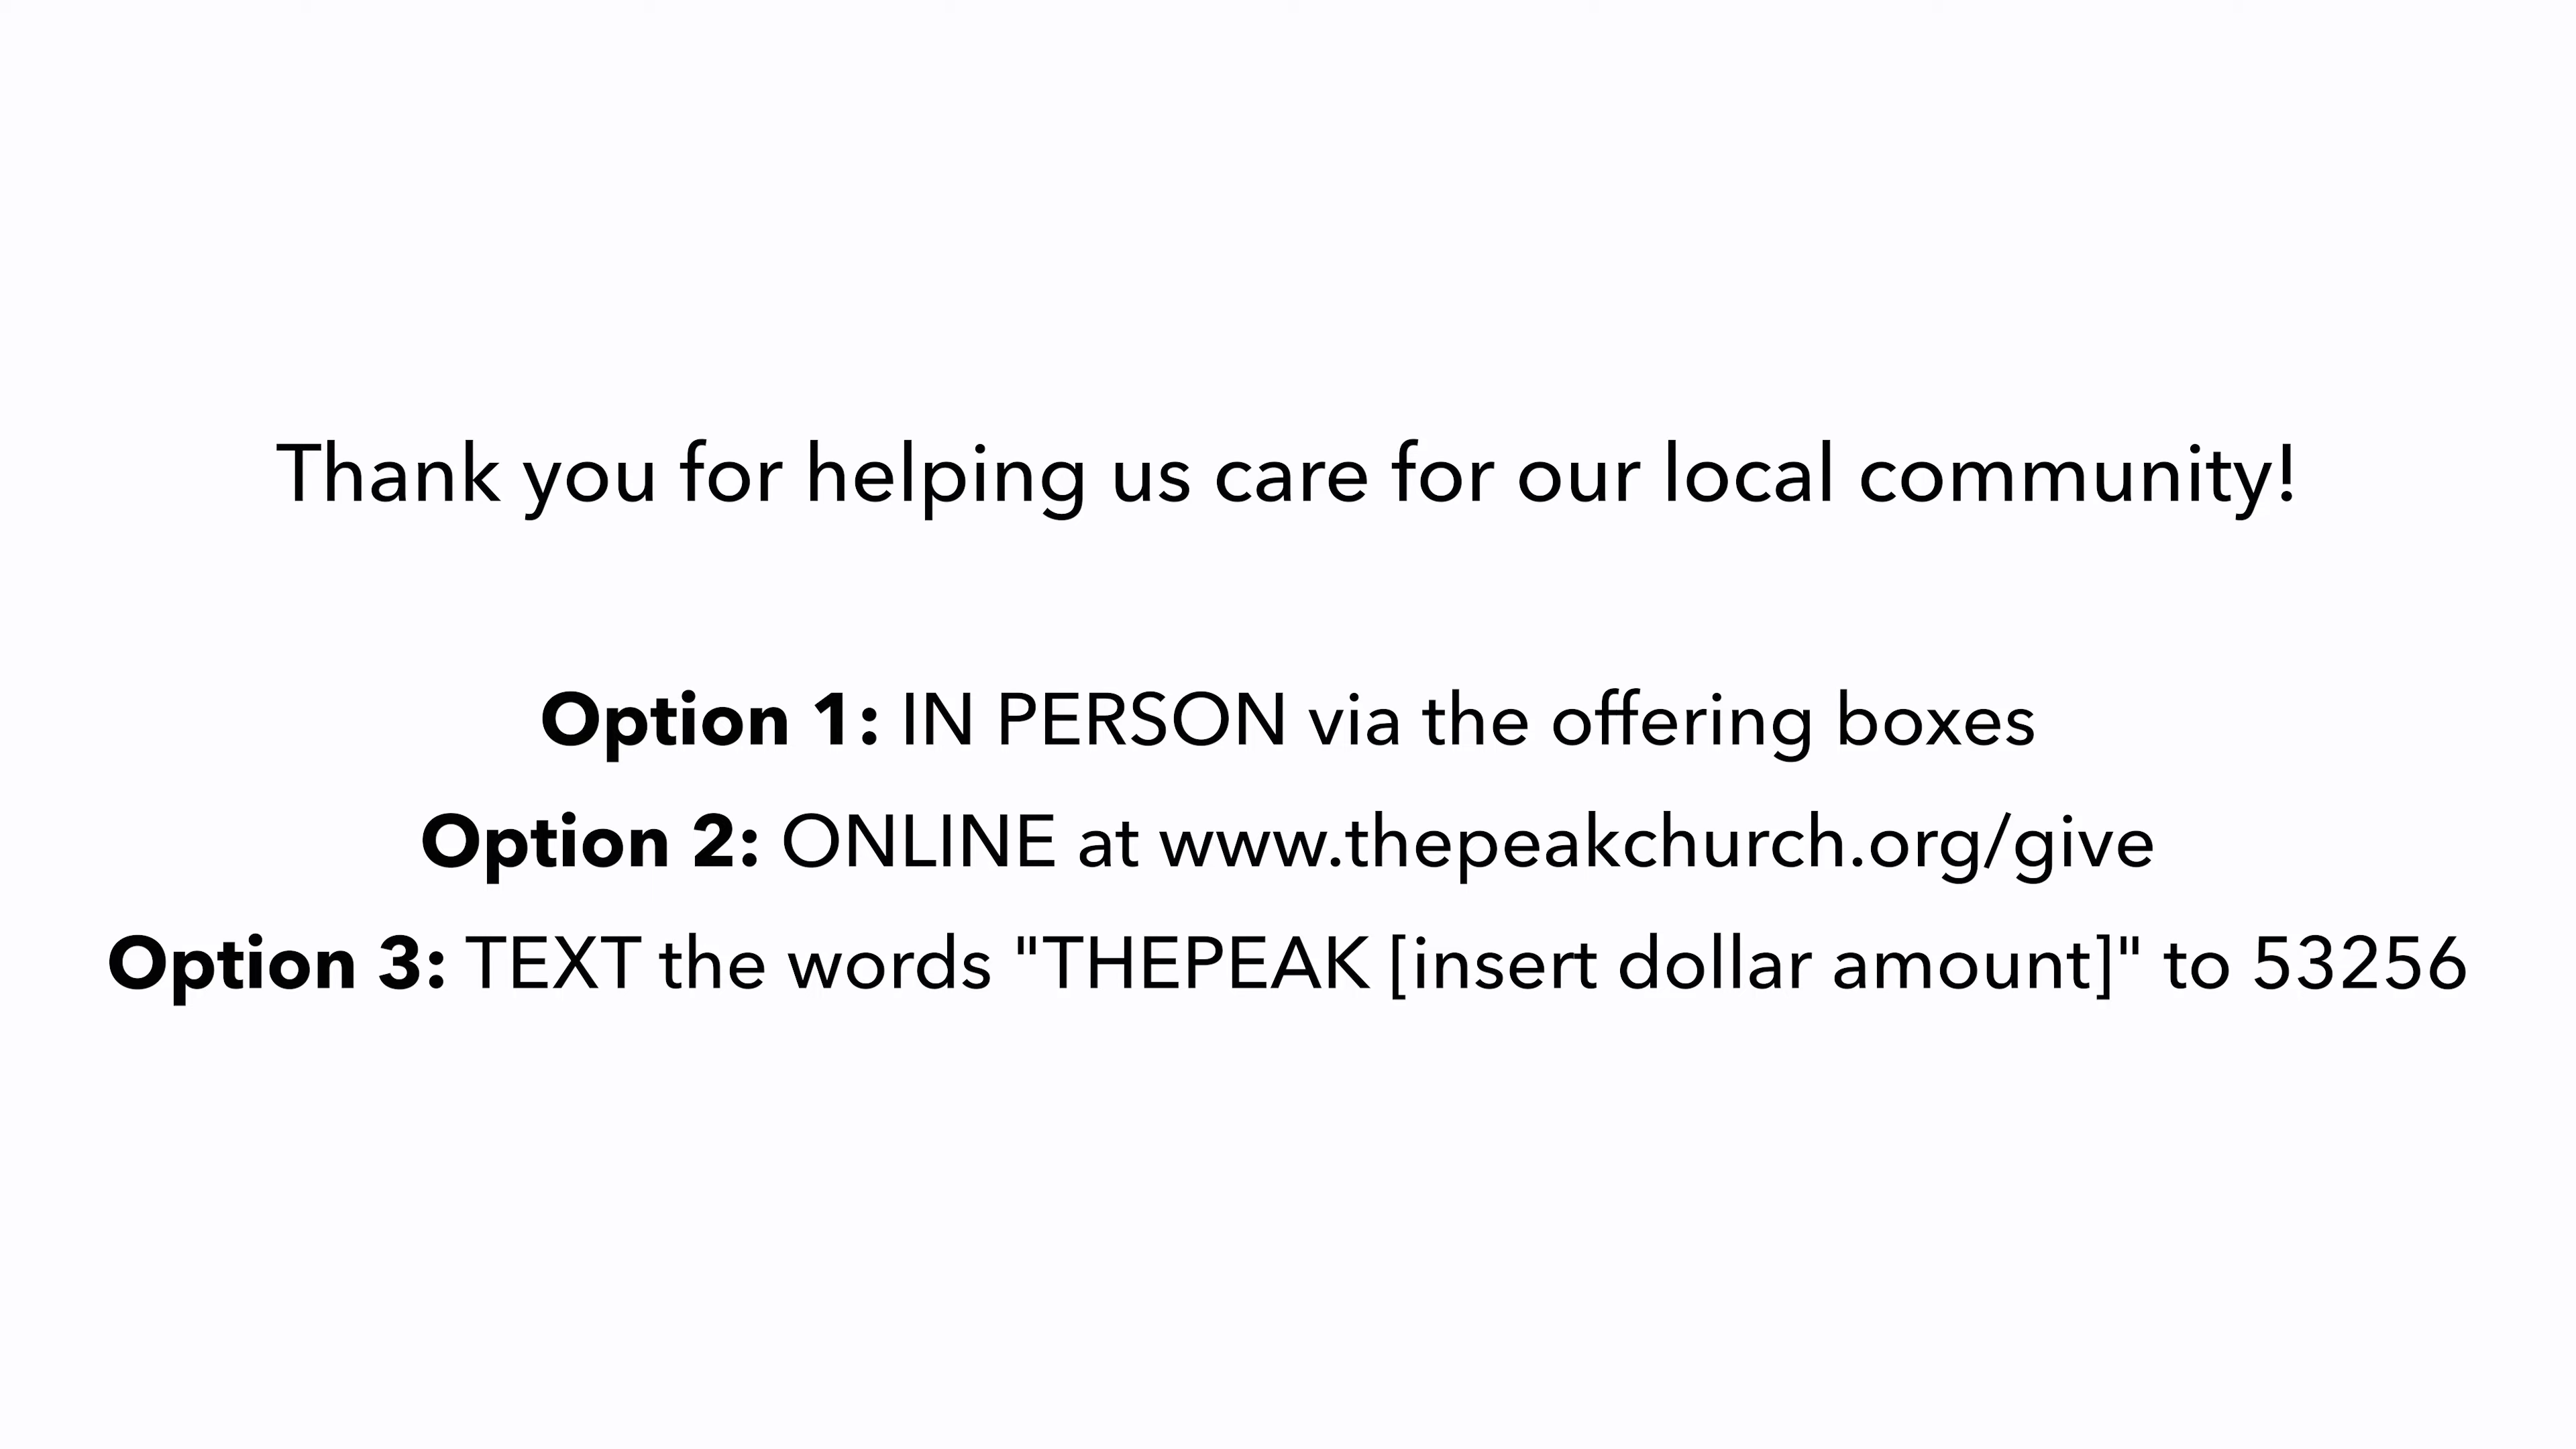 Thank you for helping us care for our local community!
Option 1: IN PERSON via the offering boxes
Option 2: ONLINE at www.thepeakchurch.org/give
Option 3: TEXT the words "THEPEAK [insert dollar amount]" to 53256